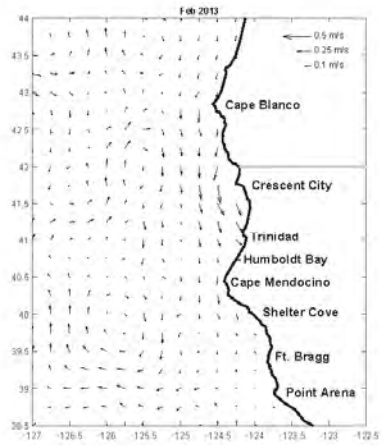 Feb 2013
44
0.5 m/s
0.25 m/s
0.1 m/s
43.5
43
Cape Blanco
42.5
42
Crescent City
41.5
Trinidad
41
Humboldt Bay
40.5
Cape Mendocino
Shelter Cove
40
39.5
Ft. Bragg
39
Point Arena
38.5
-127 -126.5 -126 -125.5 -125 -124.5 -124 -123.5 -123 -122.5